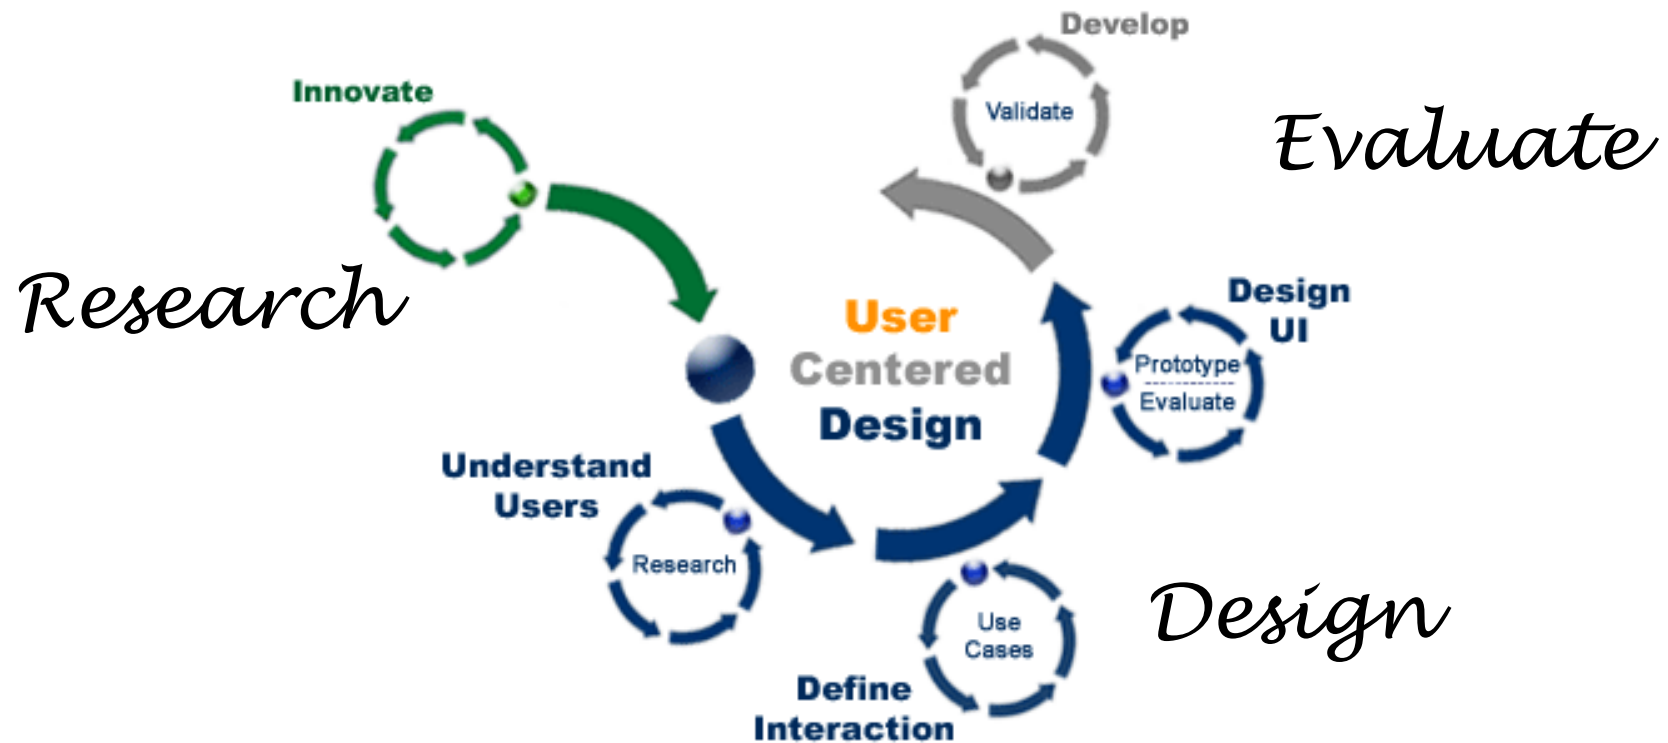 Develop
Innovate
Validate
Evaluate
Research
Design
UI
User
Centered
Design
Prototype
Evaluate
Understand
Users
Research
Use
Cases
Design
Define
Interaction